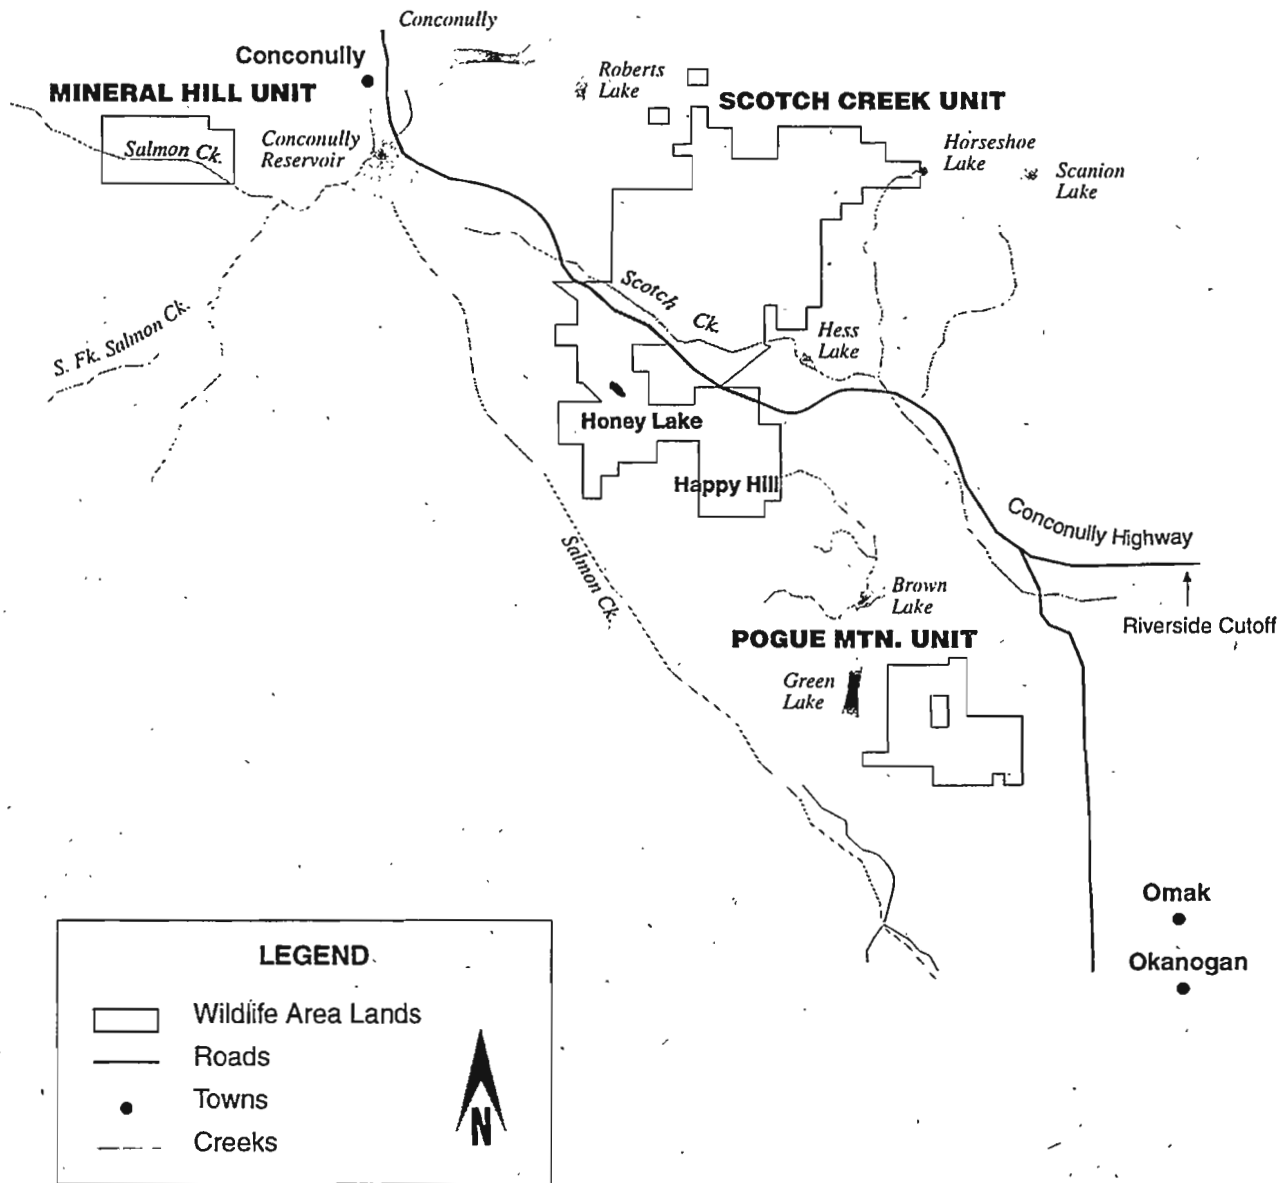 Conconully
Conconully
MINERAL HILL UNIT
Roberts
Lake
SCOTCH CREEK UNIT
Salmon Ck.
Conconully
Reservoir
Horseshoe
Lake
Scanion
Lake
Scotch Ck.
S. Fk. Salmon Ck.
Hess
Lake
Honey Lake
Happy Hill
Conconully Highway
Salmon Ck.
Brown
Lake
Riverside Cutoff
POGUE MTN. UNIT
Green
Lake
Omak
Okanogan
LEGEND
Wildlife Area Lands
Roads
Towns
Creeks
N